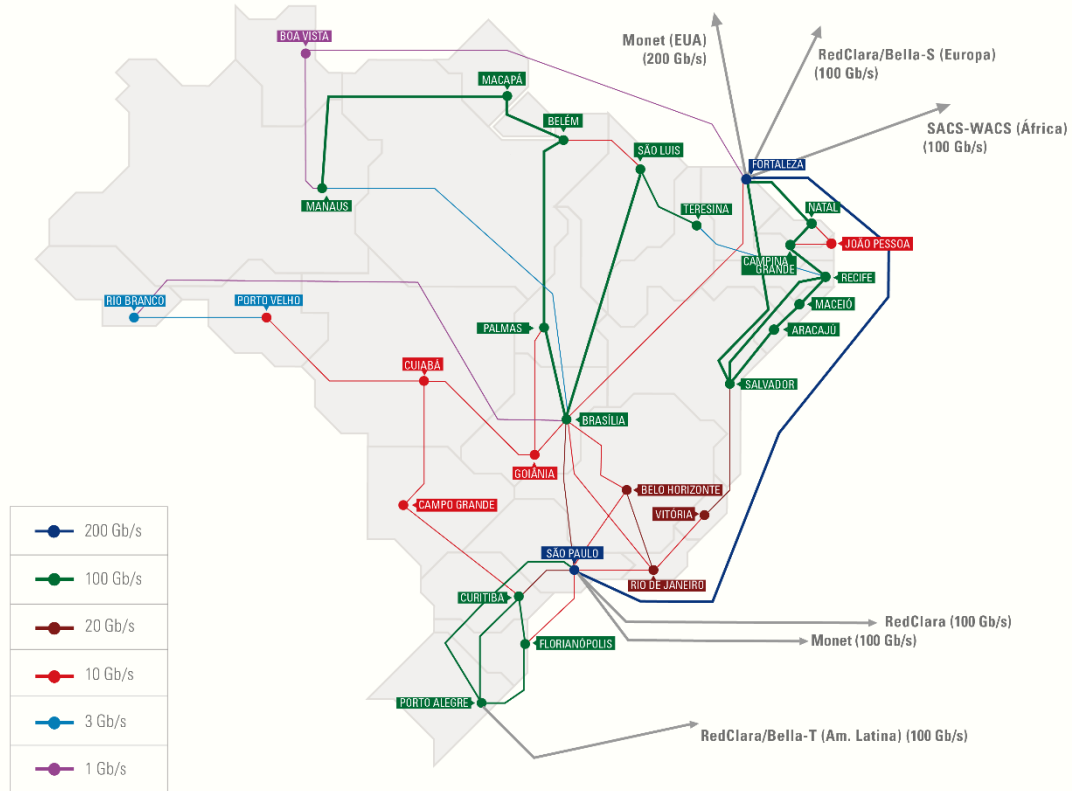 BOA VISTA
Monet (EUA)
(200 Gb/s)
RedClara/Bella-S (Europa)
(100 Gb/s)
MACAPÁ
SACS-WACS (África)
(100 Gb/s)
BELÉM
SÃO LUIS
FORTALEZA
MANAUS
TERESINA
NATAL
JOÃO PESSOA
CAMPINA
GRANDE
RECIFE
RIO BRANCO
PORTO VELHO
MACEIÓ
PALMAS
ARACAJÚ
CUIABÁ
SALVADOR
BRASÍLIA
GOIÂNIA
BELO HORIZONTE
CAMPO GRANDE
VITÓRIA
200 Gb/s
SÃO PAULO
100 Gb/s
RIO DE JANEIRO
CURITIBA
20 Gb/s
RedClara (100 Gb/s)
Monet (100 Gb/s)
FLORIANÓPOLIS
10 Gb/s
PORTO ALEGRE
3 Gb/s
RedClara/Bella-T (Am. Latina) (100 Gb/s)
1 Gb/s